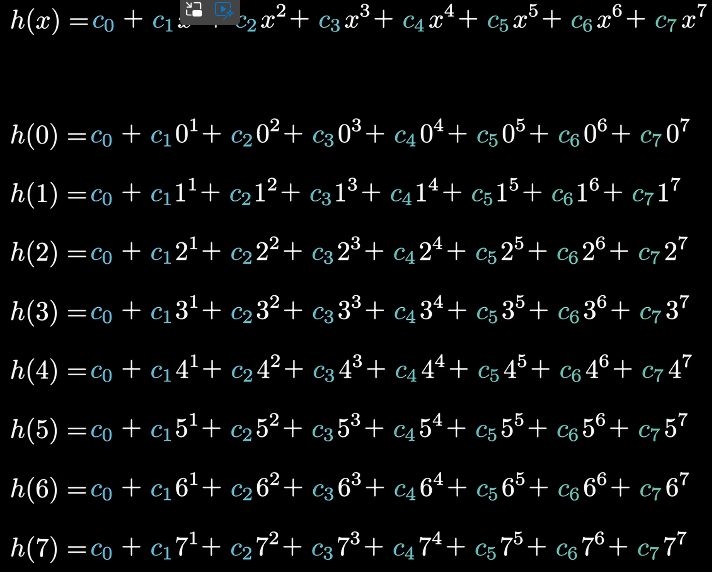 h(x) = c₀ + c₁ + c₂x² + c₃x³ + c₄x⁴ + c₅x⁵ + c₆x⁶ + c₇x⁷
h(0) = c₀ + c₁0¹ + c₂0² + c₃0³ + c₄0⁴ + c₅0⁵ + c₆0⁶ + c₇0⁷
h(1) = c₀ + c₁1¹ + c₂1² + c₃1³ + c₄1⁴ + c₅1⁵ + c₆1⁶ + c₇1⁷
h(2) = c₀ + c₁2¹ + c₂2² + c₃2³ + c₄2⁴ + c₅2⁵ + c₆2⁶ + c₇2⁷
h(3) = c₀ + c₁3¹ + c₂3² + c₃3³ + c₄3⁴ + c₅3⁵ + c₆3⁶ + c₇3⁷
h(4) = c₀ + c₁4¹ + c₂4² + c₃4³ + c₄4⁴ + c₅4⁵ + c₆4⁶ + c₇4⁷
h(5) = c₀ + c₁5¹ + c₂5² + c₃5³ + c₄5⁴ + c₅5⁵ + c₆5⁶ + c₇5⁷
h(6) = c₀ + c₁6¹ + c₂6² + c₃6³ + c₄6⁴ + c₅6⁵ + c₆6⁶ + c₇6⁷
h(7) = c₀ + c₁7¹ + c₂7² + c₃7³ + c₄7⁴ + c₅7⁵ + c₆7⁶ + c₇7⁷